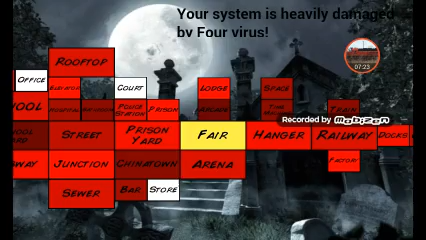 Your system is heavily damaged
by Four virus!
ROOFTOP
07:23
OFFICE
COURT
LODGE
SPACE
POLICE STATION
PRISON
TRAIN
Recorded by Mobizen
STREET
PRISON YARD
FAIR
HANGER
RAILWAY
DOCKS
JUNCTION
CHINATOWN
ARENA
FACTORY
SEWER
BAR
STORE